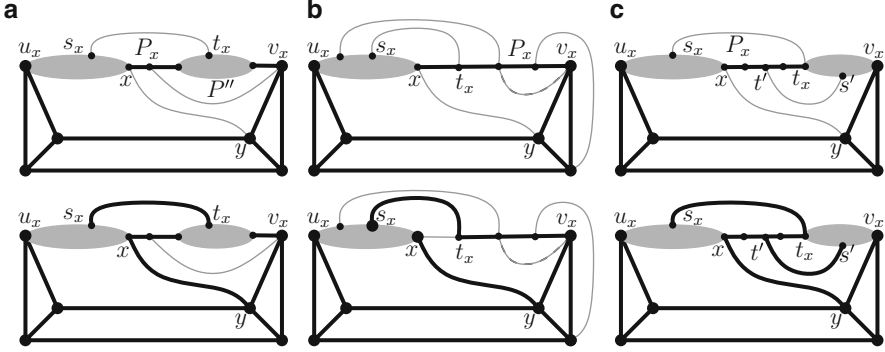 a b c
u_x s_x P_x t_x v_x
x P'' y
u_x s_x P_x v_x
x t_x y
u_x s_x P_x v_x
x t' t_x s' y
u_x s_x t_x v_x
x y
u_x s_x v_x
x t_x y
u_x s_x v_x
x t' t_x s' y